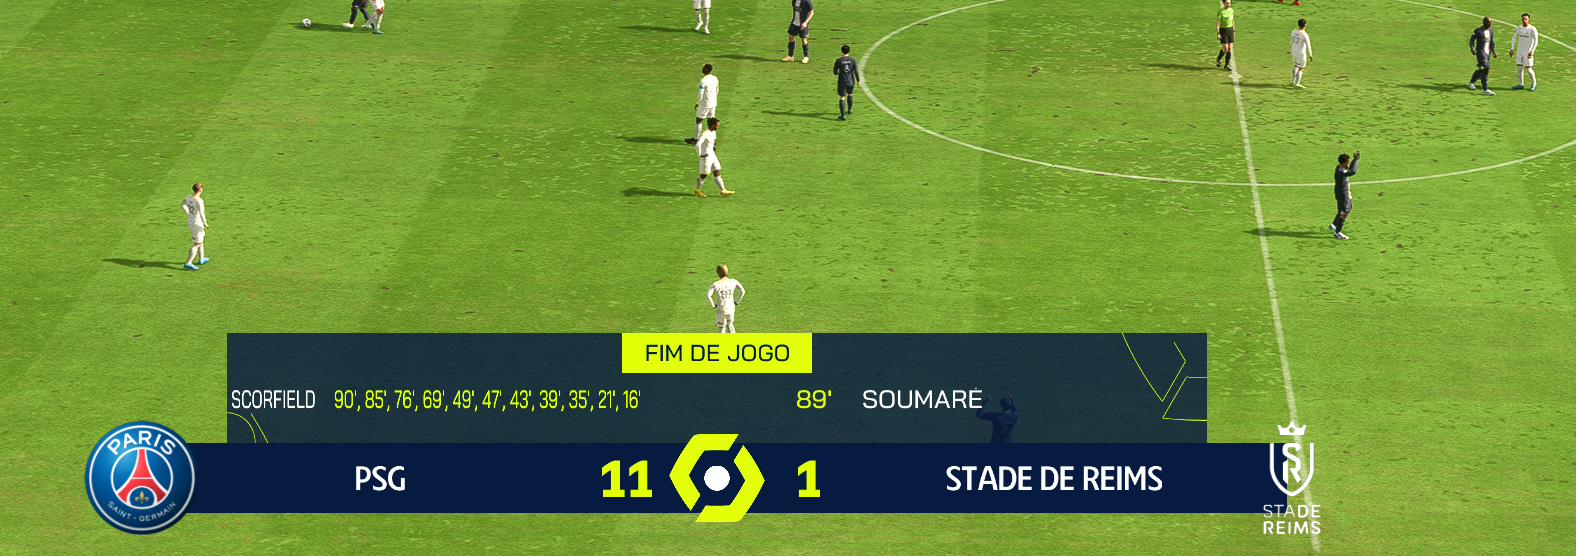 FIM DE JOGO
SCORFIELD 90', 85', 76', 69', 49', 47', 43', 39', 35', 21', 16' 89' SOUMARÉ
PARIS
SAINT-GERMAIN
PSG 11 1 STADE DE REIMS
SR
STADE
REIMS